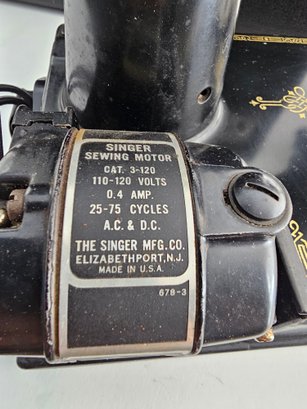 SINGER
SEWING MOTOR
CAT. 3-120
110-120 VOLTS
0.4 AMP.
25-75 CYCLES
A.C. & D.C.
THE SINGER MFG.CO.
ELIZABETHPORT, N.J.
MADE IN U.S.A.
678-3